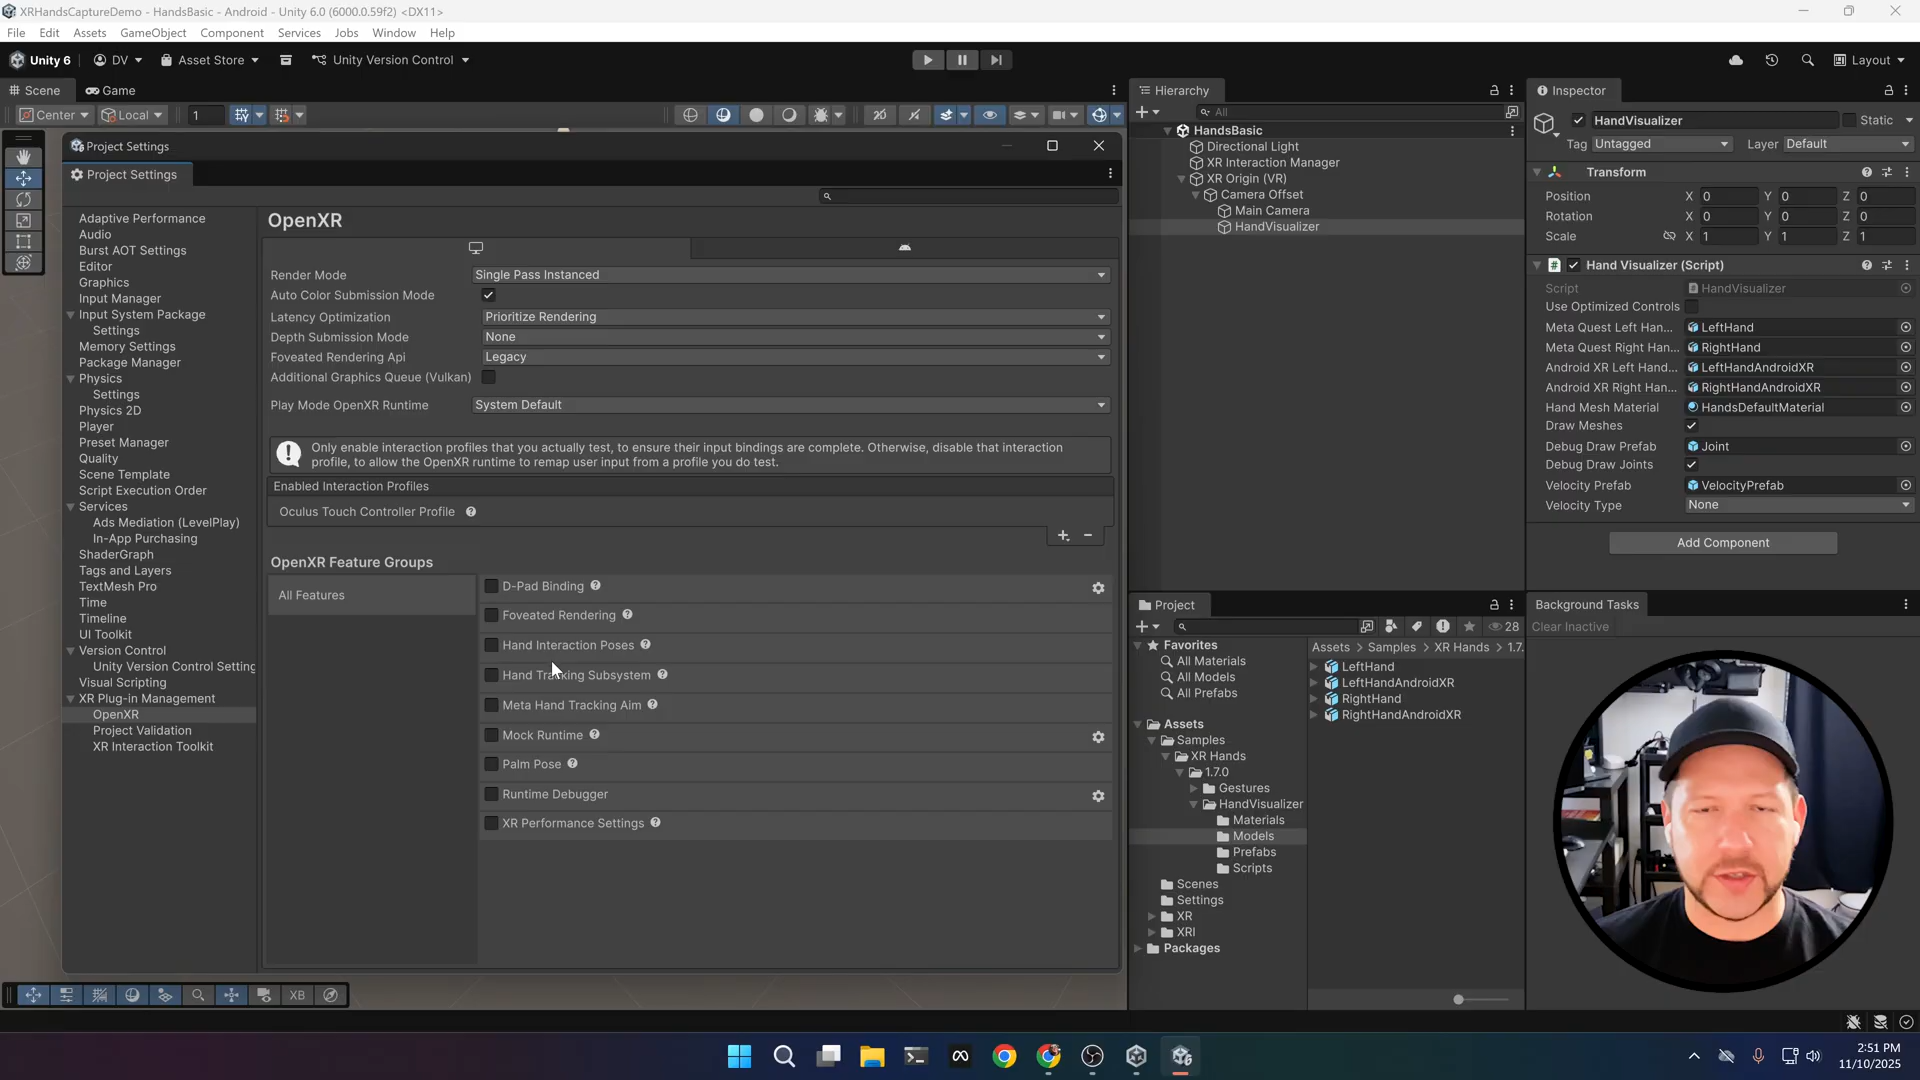 XRHandsCaptureDemo - HandsBasic - Android - Unity 6.0 (6000.0.59f2) <DX11>
File Edit Assets GameObject Component Services Jobs Window Help
Unity 6 DV Asset Store Unity Version Control Layout
Scene Game
Center Local 1
Project Settings
Project Settings
Adaptive Performance
Audio
Burst AOT Settings
Editor
Graphics
Input Manager
Input System Package
Settings
Memory Settings
Package Manager
Physics
Settings
Physics 2D
Player
Preset Manager
Quality
Scene Template
Script Execution Order
Services
Ads Mediation (LevelPlay)
In-App Purchasing
ShaderGraph
Tags and Layers
TextMesh Pro
Time
Timeline
UI Toolkit
Version Control
Unity Version Control Setting
Visual Scripting
XR Plug-in Management
OpenXR
Project Validation
XR Interaction Toolkit
OpenXR
Render Mode Single Pass Instanced
Auto Color Submission Mode
Latency Optimization Prioritize Rendering
Depth Submission Mode None
Foveated Rendering Api Legacy
Additional Graphics Queue (Vulkan)
Play Mode OpenXR Runtime System Default
Only enable interaction profiles that you actually test, to ensure their input bindings are complete. Otherwise, disable that interaction
profile, to allow the OpenXR runtime to remap user input from a profile you do test.
Enabled Interaction Profiles
Oculus Touch Controller Profile
OpenXR Feature Groups
All Features
D-Pad Binding
Foveated Rendering
Hand Interaction Poses
Hand Tracking Subsystem
Meta Hand Tracking Aim
Mock Runtime
Palm Pose
Runtime Debugger
XR Performance Settings
XB
Hierarchy
All
HandsBasic
Directional Light
XR Interaction Manager
XR Origin (VR)
Camera Offset
Main Camera
HandVisualizer
Inspector
HandVisualizer Static
Tag Untagged Layer Default
Transform
Position X 0 Y 0 Z 0
Rotation X 0 Y 0 Z 0
Scale X 1 Y 1 Z 1
Hand Visualizer (Script)
Script HandVisualizer
Use Optimized Controls
Meta Quest Left Han... LeftHand
Meta Quest Right Han... RightHand
Android XR Left Hand... LeftHandAndroidXR
Android XR Right Han... RightHandAndroidXR
Hand Mesh Material HandsDefaultMaterial
Draw Meshes
Debug Draw Prefab Joint
Debug Draw Joints
Velocity Prefab VelocityPrefab
Velocity Type None
Add Component
Project
28
Favorites
All Materials
All Models
All Prefabs
Assets
Samples
XR Hands
1.7.0
Gestures
HandVisualizer
Materials
Models
Prefabs
Scripts
Scenes
Settings
XR
XRI
Packages
Assets > Samples > XR Hands > 1.7.
LeftHand
LeftHandAndroidXR
RightHand
RightHandAndroidXR
Background Tasks
Clear Inactive
2:51 PM
11/10/2025